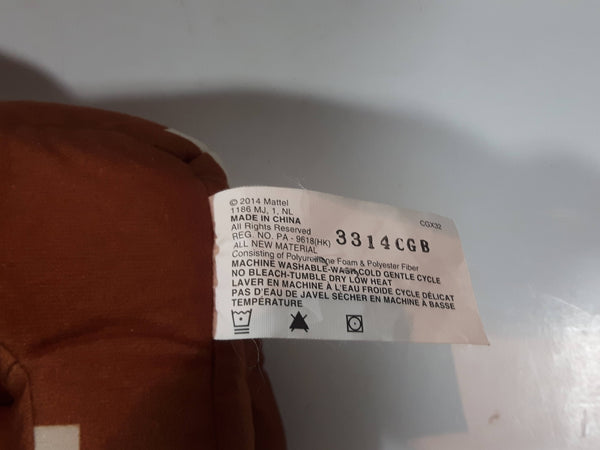 © 2014 Mattel
1186 MJ, 1, NL
MADE IN CHINA
CGX32
All Rights Reserved
REG. NO. PA - 9618(HK)
3314CGB
ALL NEW MATERIAL
Consisting of Polyurethane Foam & Polyester Fiber
MACHINE WASHABLE-WASH COLD GENTLE CYCLE
NO BLEACH-TUMBLE DRY LOW HEAT
LAVER EN MACHINE À L'EAU FROIDE CYCLE DÉLICAT
PAS D'EAU DE JAVEL SÉCHER EN MACHINE À BASSE
TEMPÉRATURE